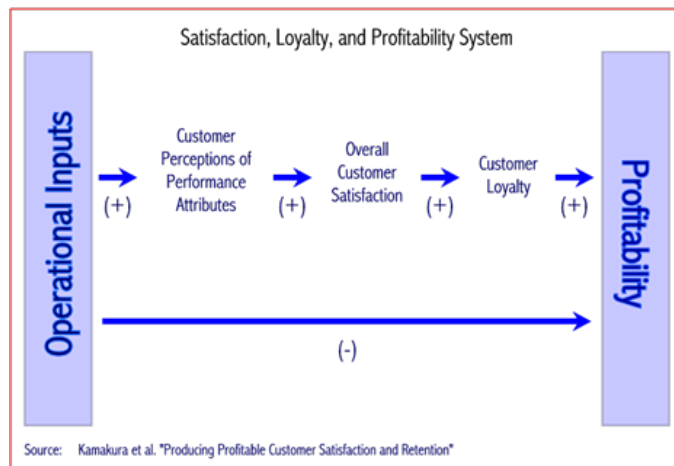 Satisfaction, Loyalty, and Profitability System
Operational Inputs
(+)
Customer
Perceptions of
Performance
Attributes
(+)
Overall
Customer
Satisfaction
(+)
Customer
Loyalty
(+)
Profitability
(-)
Source: Kamakura et al. "Producing Profitable Customer Satisfaction and Retention"